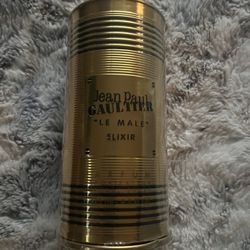 Jean Paul
GAULTIER
"LE MALE"
ELIXIR